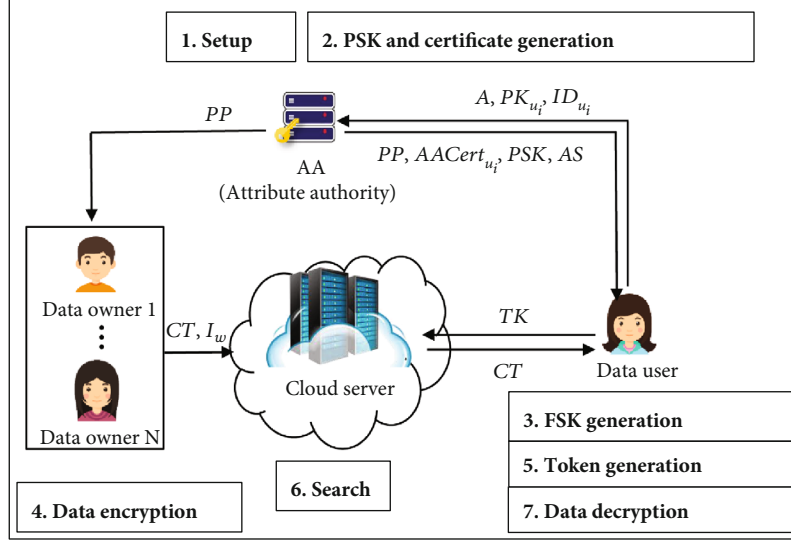 1. Setup
2. PSK and certificate generation
PP
A, PK_{u_i}, ID_{u_i}
PP, AACert_{u_i}, PSK, AS
AA
(Attribute authority)
Data owner 1
⋮
Data owner N
CT, I_w
Cloud server
TK
CT
Data user
3. FSK generation
5. Token generation
7. Data decryption
6. Search
4. Data encryption